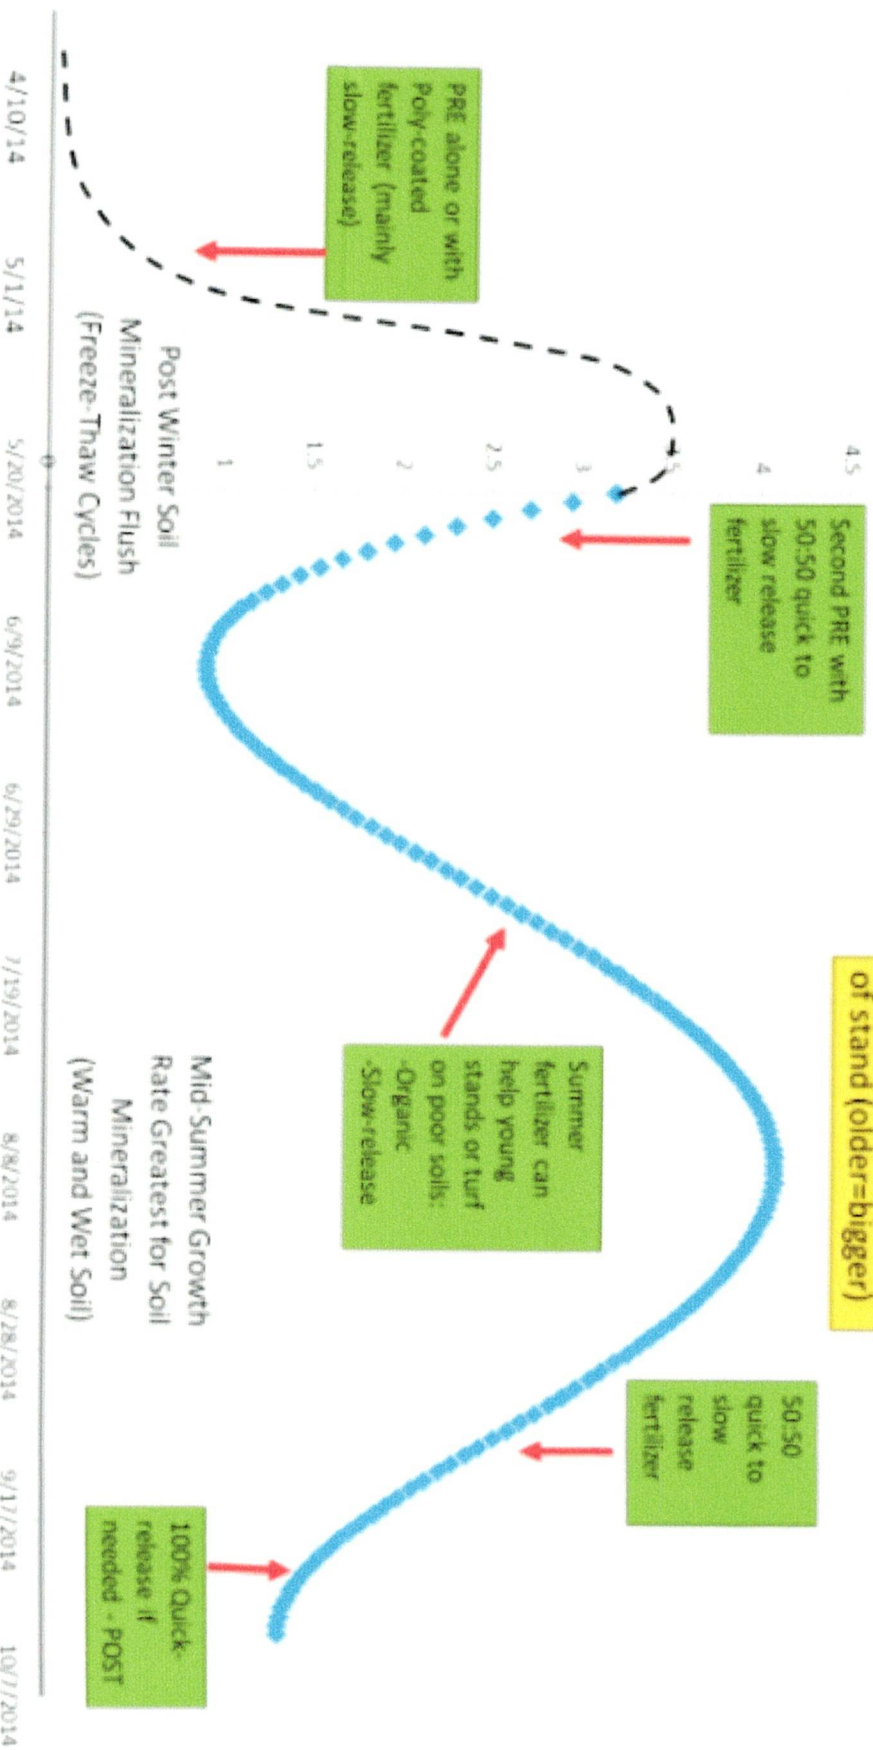 of stand (older=bigger)
4.5
4
3
2.5
2
1.5
1
0
PRE alone or with
Poly-coated
fertilizer (mainly
slow-release)
Second PRE with
50:50 quick to
slow release
fertilizer
Summer
fertilizer can
help young
stands or turf
on poor soils:
-Organic
-Slow-release
50:50
quick to
slow
release
fertilizer
100% Quick-
release if
needed - POST
Post Winter Soil
Mineralization Flush
(Freeze-Thaw Cycles)
Mid-Summer Growth
Rate Greatest for Soil
Mineralization
(Warm and Wet Soil)
4/10/14
5/1/14
5/20/2014
6/9/2014
6/29/2014
7/19/2014
8/8/2014
8/28/2014
9/17/2014
10/7/2014